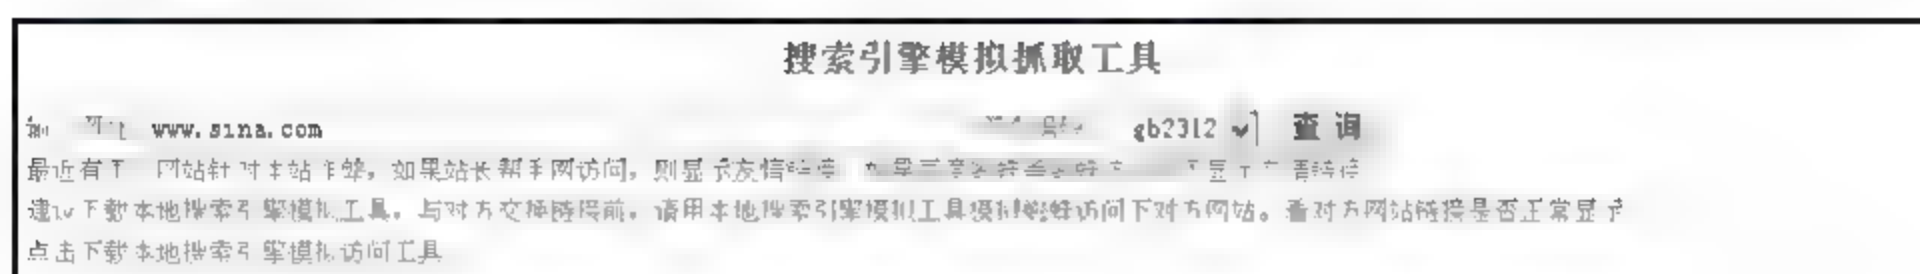 搜索引擎模拟抓取工具
www.sina.com gb2312 查 询
最近有 网站针对本站作弊，如果站长帮手网访问，则显示友情链接
建议下载本地搜索引擎模拟工具，与对方交换链接前，请用本地搜索引擎模拟工具模拟蜘蛛访问下对方网站。看对方网站链接是否正常显示
点击下载本地搜索引擎模拟访问工具